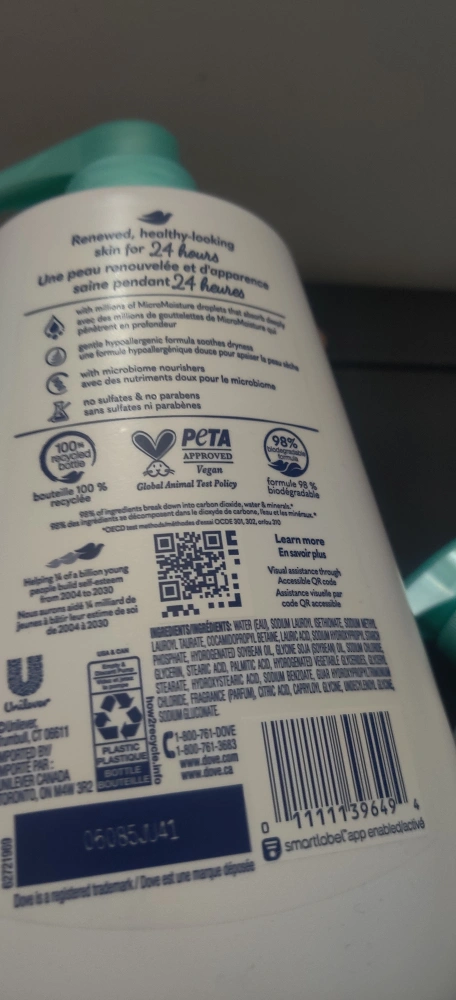 Renewed, healthy-looking
skin for 24 hours
Une peau renouvelée et d'apparence
saine pendant 24 heures
with millions of MicroMoisture droplets that absorb deeply
avec des millions de gouttelettes de MicroMoisture qui
pénètrent en profondeur
gentle hypoallergenic formula soothes dryness
une formule hypoallergénique douce pour apaiser la peau sèche
with microbiome nourishers
avec des nutriments doux pour le microbiome
no sulfates & no parabens
sans sulfates ni parabènes
100%
recycled
bottle
bouteille 100 %
recyclée
PETA
APPROVED
Vegan
Global Animal Test Policy
98%
biodegradable
formula
formule 98 %
biodégradable
98% of ingredients break down into carbon dioxide, water & minerals.*
98% des ingrédients se décomposent dans le dioxyde de carbone, l'eau et les minéraux.*
*OECD test methods/méthodes d'essai OCDE 301, 302, and/ou 310
Helping ¼ of a billion young
people build self-esteem
from 2004 to 2030
Nous aurons aidé ¼ milliard de
jeunes à bâtir leur estime de soi
de 2004 à 2030
Learn more
En savoir plus
Visual assistance through
Accessible QR code
Assistance visuelle par
code QR accessible
INGREDIENTS/INGRÉDIENTS: WATER (EAU), SODIUM LAUROYL ISETHIONATE, SODIUM METHYL
LAUROYL TAURATE, COCAMIDOPROPYL BETAINE, LAURIC ACID, SODIUM HYDROXYPROPYL STARCH
PHOSPHATE, HYDROGENATED SOYBEAN OIL, GLYCINE SOJA (SOYBEAN) OIL, SODIUM CHLORIDE,
GLYCERIN, STEARIC ACID, PALMITIC ACID, HYDROGENATED VEGETABLE GLYCERIDES, GLYCERYL
STEARATE, HYDROXYSTEARIC ACID, SODIUM BENZOATE, GUAR HYDROXYPROPYLTRIMONIUM
CHLORIDE, FRAGRANCE (PARFUM), CITRIC ACID, CAPRYLOYL GLYCINE, UNDECYLENOYL GLYCINE,
SODIUM GLUCONATE.
Unilever
Unilever,
Trumbull, CT 06611
IMPORTED BY/
IMPORTÉ PAR :
UNILEVER CANADA
TORONTO, ON M4W 3R2
USA & CAN
PLASTIC
PLASTIQUE
BOTTLE
BOUTEILLE
how2recycle.info
1-800-761-DOVE
1-800-761-3683
www.dove.com
www.dove.ca
0 11111 39649 4
smartlabel app enabled/activé
62721969
05085JU41
Dove is a registered trademark / Dove est une marque déposée